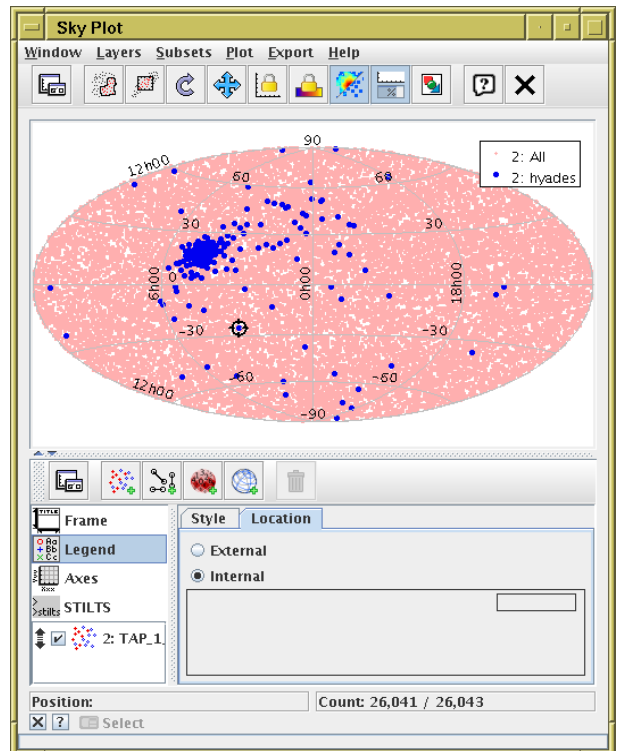 Sky Plot
Window Layers Subsets Plot Export Help
90
12h00
2: All
2: hyades
60
60
30
30
0
6h00
0h00
18h00
-30
-30
12h00
-60
-60
-90
TITLE
Frame
Style Location
Legend
External
Axes
Internal
STILTS
2: TAP_1_
Position:
Count: 26,041 / 26,043
Select